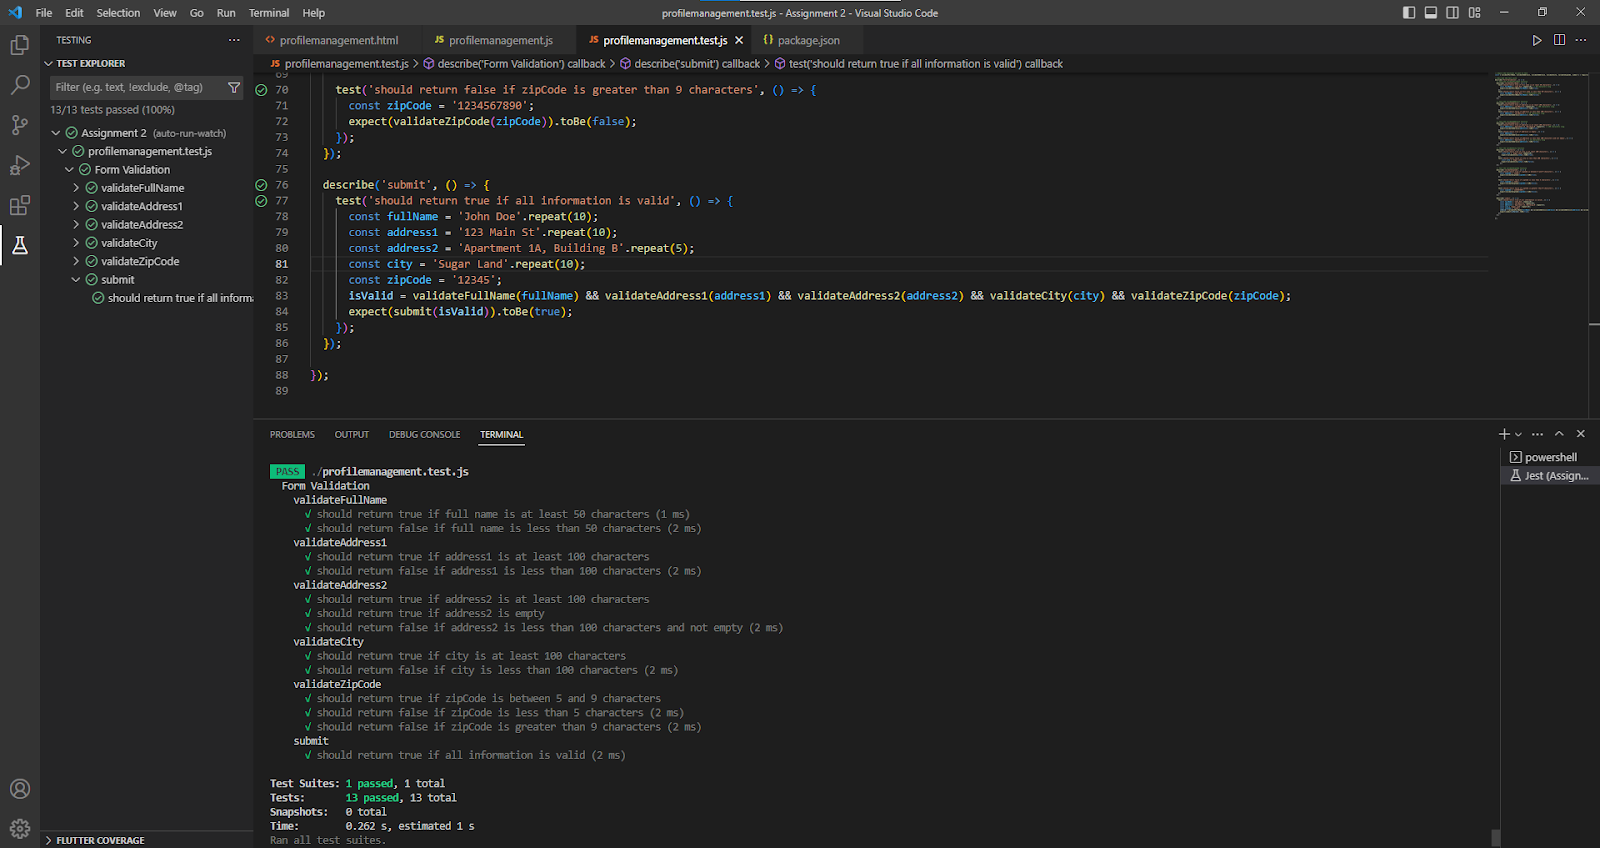 File Edit Selection View Go Run Terminal Help
profilemanagement.test.js - Assignment 2 - Visual Studio Code
TESTING
TEST EXPLORER
Filter (e.g. text, !exclude, @tag)
13/13 tests passed (100%)
Assignment 2 (auto-run-watch)
profilemanagement.test.js
Form Validation
validateFullName
validateAddress1
validateAddress2
validateCity
validateZipCode
submit
should return true if all inform
FLUTTER COVERAGE
profilemanagement.html
JS profilemanagement.js
JS profilemanagement.test.js
{} package.json
JS profilemanagement.test.js > describe('Form Validation') callback > describe('submit') callback > test('should return true if all information is valid') callback
69
70 test('should return false if zipCode is greater than 9 characters', () => {
71 const zipCode = '1234567890';
72 expect(validateZipCode(zipCode)).toBe(false);
73 });
74 });
75
76 describe('submit', () => {
77 test('should return true if all information is valid', () => {
78 const fullName = 'John Doe'.repeat(10);
79 const address1 = '123 Main St'.repeat(10);
80 const address2 = 'Apartment 1A, Building B'.repeat(5);
81 const city = 'Sugar Land'.repeat(10);
82 const zipCode = '12345';
83 isValid = validateFullName(fullName) && validateAddress1(address1) && validateAddress2(address2) && validateCity(city) && validateZipCode(zipCode);
84 expect(submit(isValid)).toBe(true);
85 });
86 });
87
88 });
89
PROBLEMS OUTPUT DEBUG CONSOLE TERMINAL
powershell
Jest (Assign...
PASS ./profilemanagement.test.js
Form Validation
validateFullName
√ should return true if full name is at least 50 characters (1 ms)
√ should return false if full name is less than 50 characters (2 ms)
validateAddress1
√ should return true if address1 is at least 100 characters
√ should return false if address1 is less than 100 characters (2 ms)
validateAddress2
√ should return true if address2 is at least 100 characters
√ should return true if address2 is empty
√ should return false if address2 is less than 100 characters and not empty (2 ms)
validateCity
√ should return true if city is at least 100 characters
√ should return false if city is less than 100 characters (2 ms)
validateZipCode
√ should return true if zipCode is between 5 and 9 characters
√ should return false if zipCode is less than 5 characters (2 ms)
√ should return false if zipCode is greater than 9 characters (2 ms)
submit
√ should return true if all information is valid (2 ms)
Test Suites: 1 passed, 1 total
Tests: 13 passed, 13 total
Snapshots: 0 total
Time: 0.262 s, estimated 1 s
Ran all test suites.